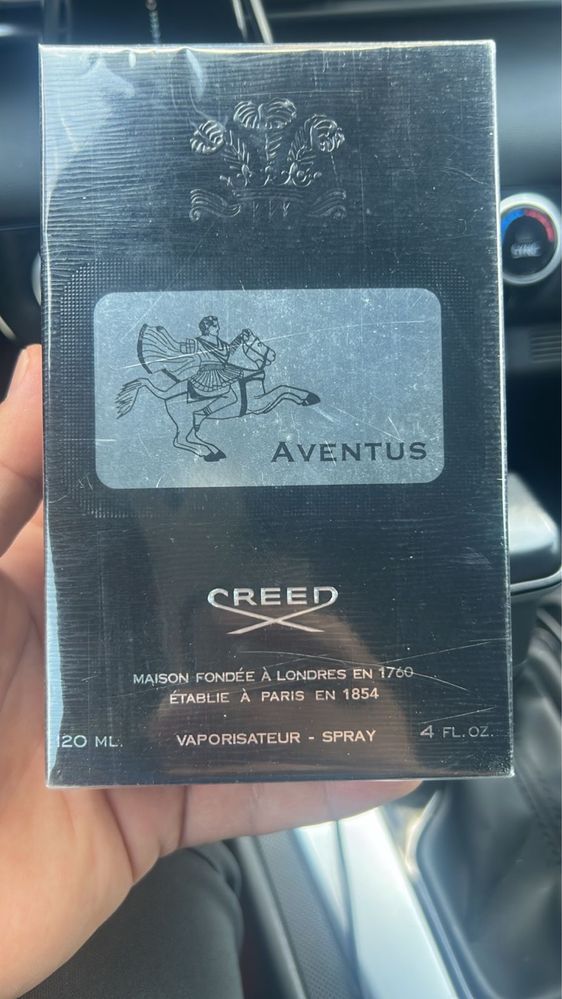 AVENTUS
CREED
MAISON FONDÉE À LONDRES EN 1760
ÉTABLIE À PARIS EN 1854
120 ML. VAPORISATEUR - SPRAY 4 FL. OZ.